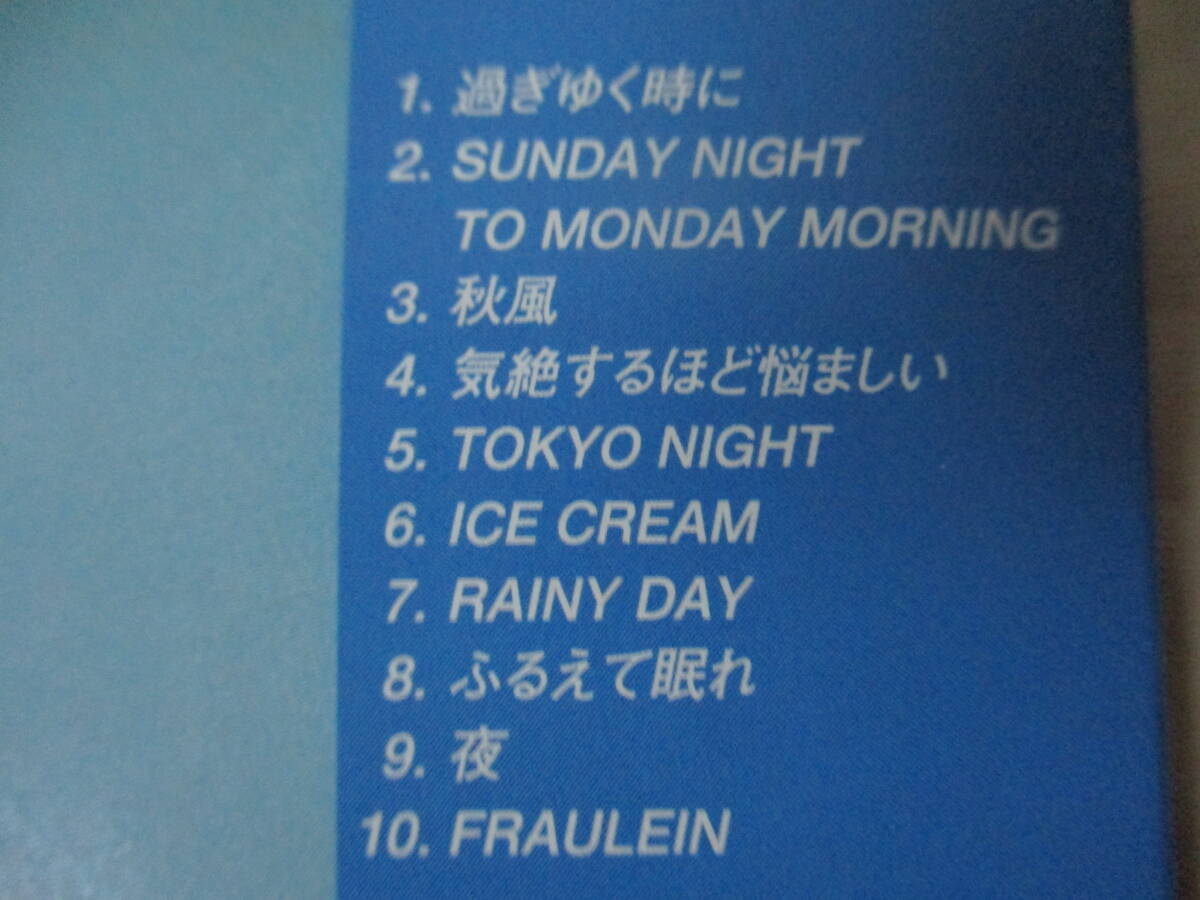 1. 過ぎゆく時に
2. SUNDAY NIGHT
TO MONDAY MORNING
3. 秋風
4. 気絶するほど悩ましい
5. TOKYO NIGHT
6. ICE CREAM
7. RAINY DAY
8. ふるえて眠れ
9. 夜
10. FRAULEIN